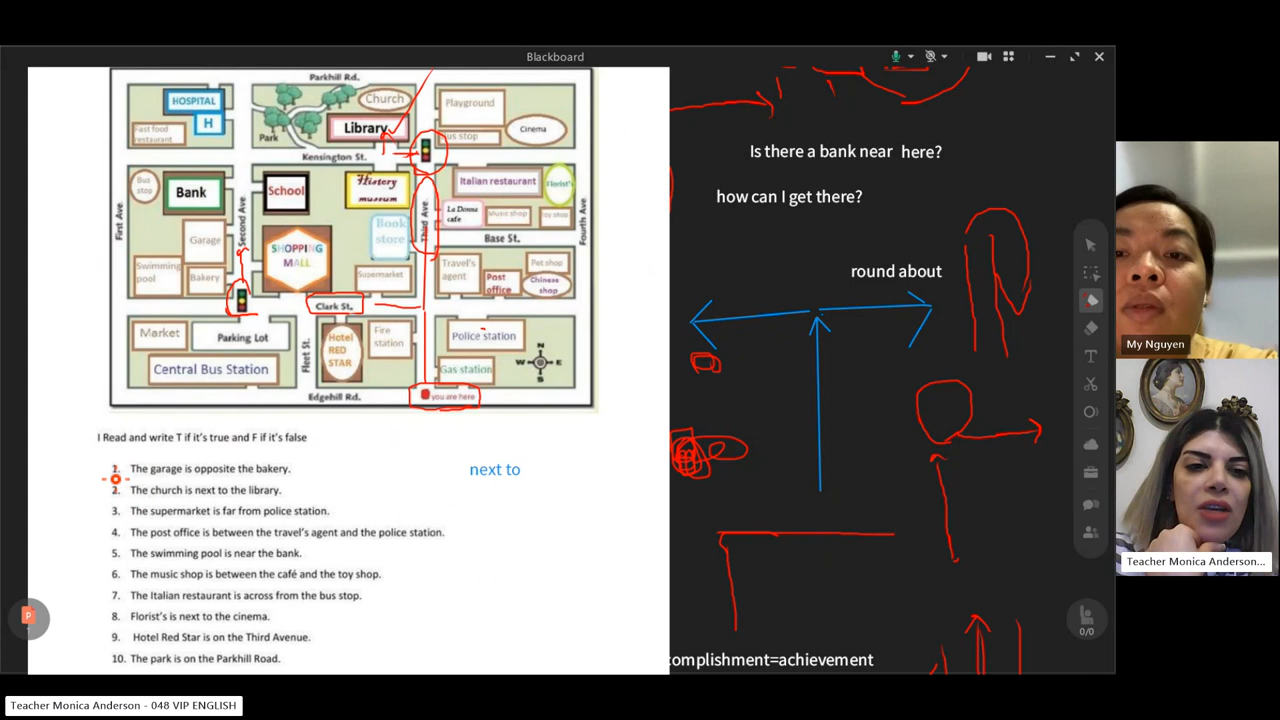 Blackboard
Parkhill Rd.
HOSPITAL
H
Fast food
restaurant
Park
Church
Library
Playground
us stop
Cinema
Kensington St.
Bus
stop
Bank
School
History
museum
Italian restaurant
Florist's
First Ave.
Second Ave.
Third Ave.
Fourth Ave.
Book
store
La Donna
cafe
Music shop
Toy shop
Garage
SHOPPING
MALL
Base St.
Swimming
pool
Bakery
Supermarket
Travel's
agent
Post
office
Pet shop
Chinese
shop
Clark St.
Market
Parking Lot
Fleet St.
Hotel
RED
STAR
Fire
station
Police station
Central Bus Station
Gas station
N
W
E
S
Edgehill Rd.
you are here
I Read and write T if it's true and F if it's false
1. The garage is opposite the bakery.
next to
2. The church is next to the library.
3. The supermarket is far from police station.
4. The post office is between the travel's agent and the police station.
5. The swimming pool is near the bank.
6. The music shop is between the café and the toy shop.
7. The Italian restaurant is across from the bus stop.
8. Florist's is next to the cinema.
9. Hotel Red Star is on the Third Avenue.
10. The park is on the Parkhill Road.
Is there a bank near here?
how can I get there?
round about
omplishment=achievement
T
P
0/0
My Nguyen
Teacher Monica Anderson...
Teacher Monica Anderson - 048 VIP ENGLISH